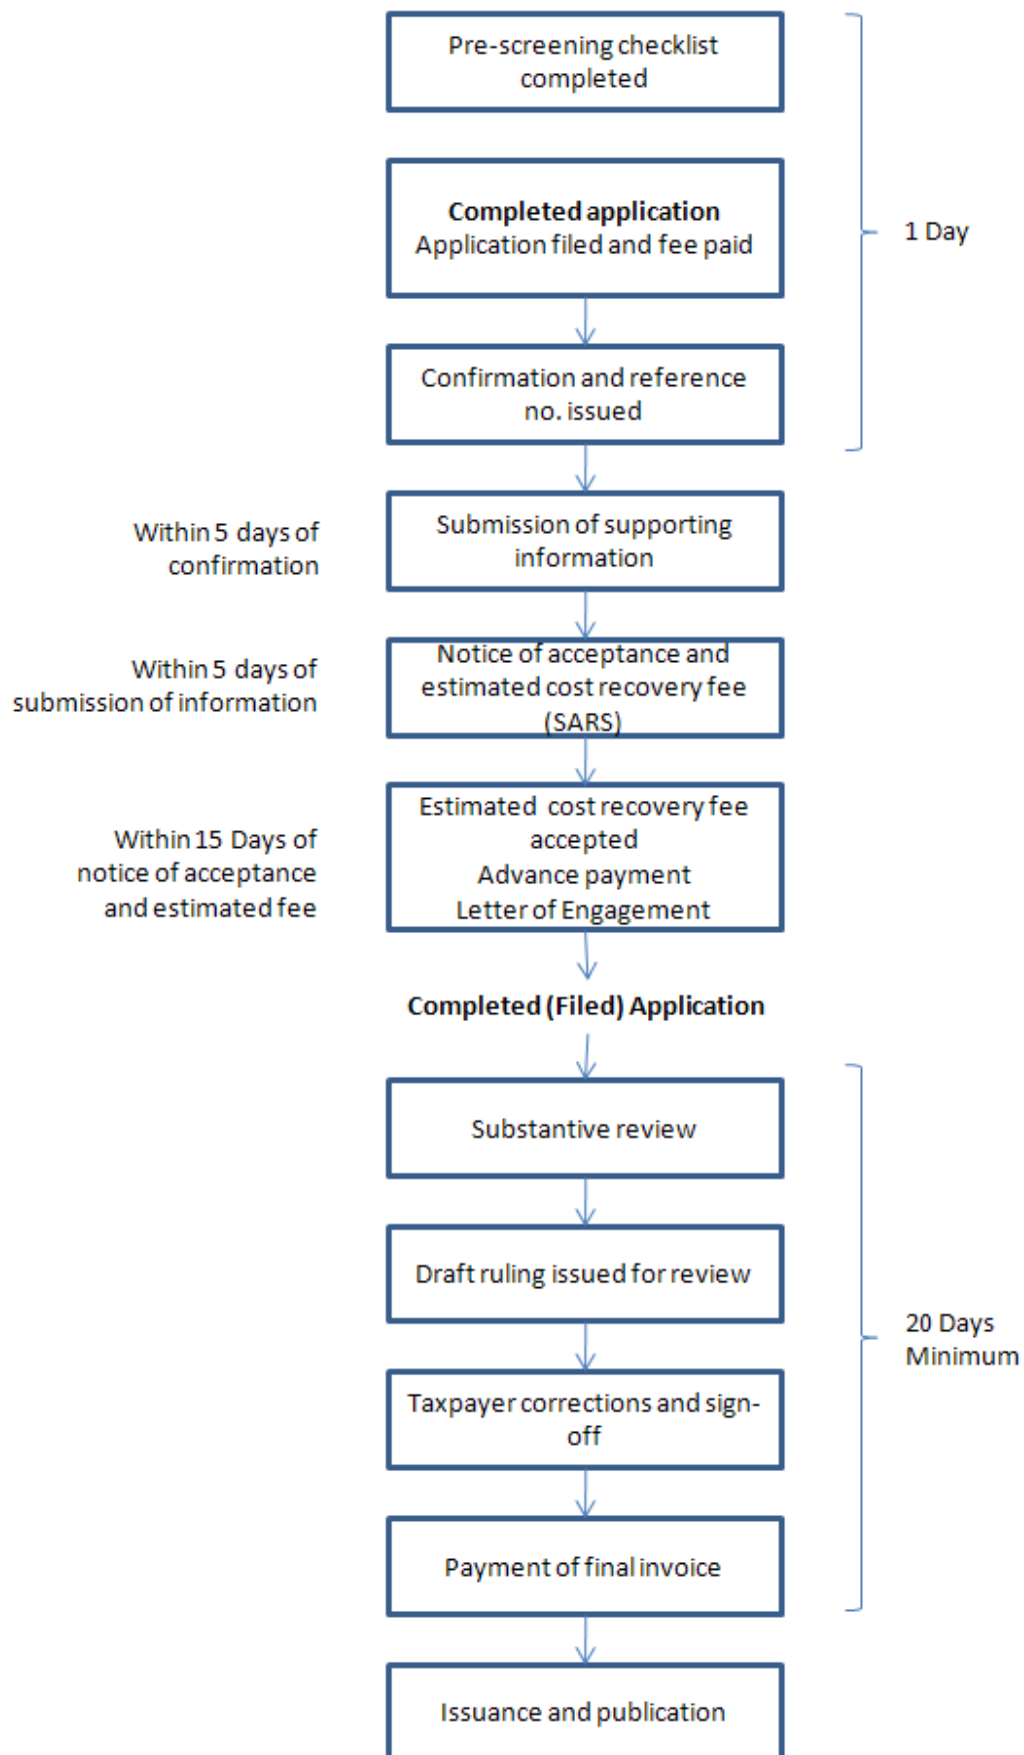 Pre-screening checklist
completed
Completed application
Application filed and fee paid
1 Day
Confirmation and reference
no. issued
Within 5 days of
confirmation
Submission of supporting
information
Within 5 days of
submission of information
Notice of acceptance and
estimated cost recovery fee
(SARS)
Within 15 Days of
notice of acceptance
and estimated fee
Estimated cost recovery fee
accepted
Advance payment
Letter of Engagement
Completed (Filed) Application
Substantive review
Draft ruling issued for review
20 Days
Minimum
Taxpayer corrections and sign-
off
Payment of final invoice
Issuance and publication